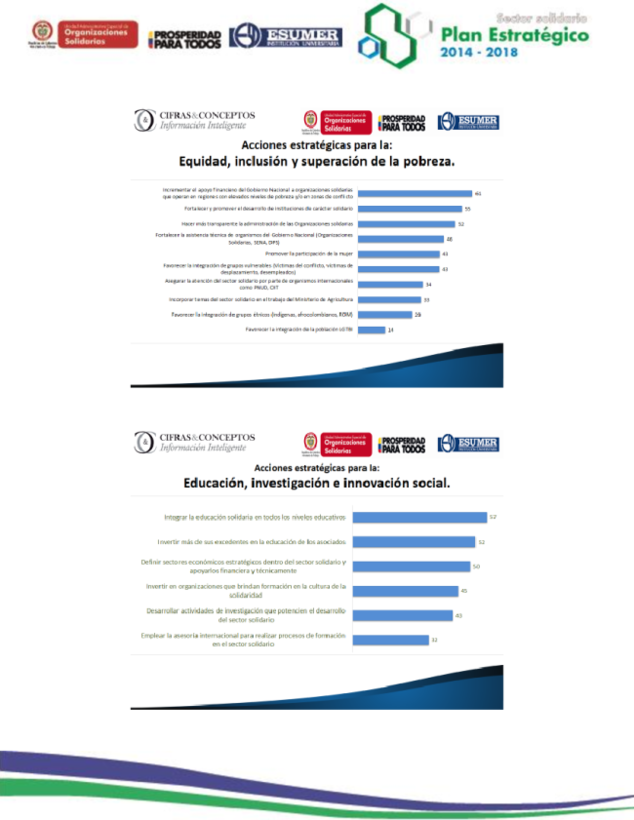 Unidad Administrativa Especial de
Organizaciones
Solidarias
PROSPERIDAD
PARA TODOS
ESUMER
INSTITUCIÓN UNIVERSITARIA
Sector solidario
Plan Estratégico
2014 - 2018
CIFRAS&CONCEPTOS
Información Inteligente
Organizaciones
Solidarias
PROSPERIDAD
PARA TODOS
ESUMER
Acciones estratégicas para la:
Equidad, inclusión y superación de la pobreza.
Incrementar el apoyo financiero del Gobierno Nacional a organizaciones solidarias
que operan en regiones con elevados niveles de pobreza y/o en zonas de conflicto
Fortalecer y promover el desarrollo de instituciones de carácter solidario
55
Hacer más transparente la administración de las Organizaciones solidarias
52
Fortalecer la asistencia técnica de organismos del Gobierno Nacional (Organizaciones
Solidarias, SENA, DPS)
48
Promover la participación de la mujer
43
Favorecer la integración de grupos vulnerables (Víctimas del conflicto, víctimas de
desplazamiento, desempleados)
43
Asegurar la atención del sector solidario por parte de organismos internacionales
como PNUD, OIT
34
Incorporar temas del sector solidario en el trabajo del Ministerio de Agricultura
33
Favorecer la integración de grupos étnicos (indígenas, afrocolombianos, ROM)
28
Favorecer la integración de la población LGTBI
CIFRAS&CONCEPTOS
Información Inteligente
Organizaciones
Solidarias
PROSPERIDAD
PARA TODOS
ESUMER
Acciones estratégicas para la:
Educación, investigación e innovación social.
Integrar la educación solidaria en todos los niveles educativos
57
Invertir más de sus excedentes en la educación de los asociados
52
Definir sectores económicos estratégicos dentro del sector solidario y
apoyarlos financiera y técnicamente
50
Invertir en organizaciones que brindan formación en la cultura de la
solidaridad
45
Desarrollar actividades de investigación que potencien el desarrollo
del sector solidario
43
Emplear la asesoría internacional para realizar procesos de formación
en el sector solidario